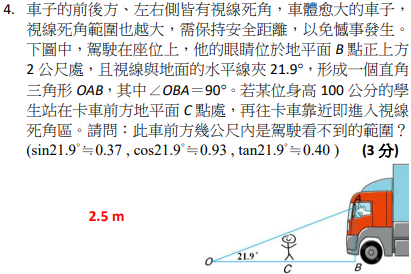 4. 車子的前後方、左右側皆有視線死角，車體愈大的車子，
視線死角範圍也越大，需保持安全距離，以免憾事發生。
下圖中，駕駛在座位上，他的眼睛位於地平面 B 點正上方
2 公尺處，且視線與地面的水平線夾 21.9°，形成一個直角
三角形 OAB，其中∠OBA＝90°。若某位身高 100 公分的學
生站在卡車前方地平面 C 點處，再往卡車靠近即進入視線
死角區。請問：此車前方幾公尺內是駕駛看不到的範圍？
(sin21.9°≒0.37 , cos21.9°≒0.93 , tan21.9°≒0.40 ) (3 分)
A
2.5 m
21.9°
O
C
B